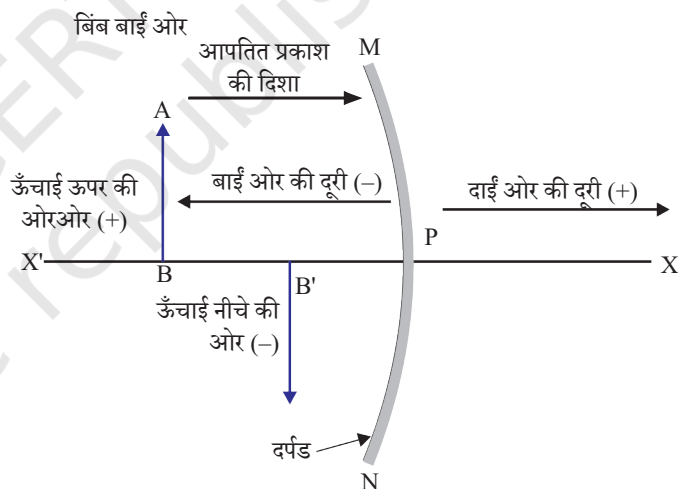 बिंब बाईं ओर
आपतित प्रकाश
की दिशा
M
A
ऊँचाई ऊपर की
ओरओर (+)
बाईं ओर की दूरी (–)
दाईं ओर की दूरी (+)
P
X'
B
B'
X
ऊँचाई नीचे की
ओर (–)
दर्पड
N